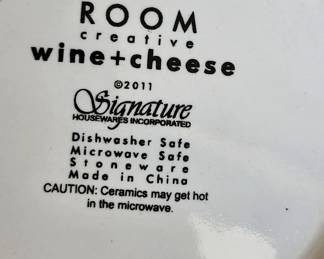 ROOM
creative
wine+cheese
©2011
Signature
HOUSEWARES INCORPORATED
Dishwasher Safe
Microwave Safe
Stoneware
Made in China
CAUTION: Ceramics may get hot
in the microwave.